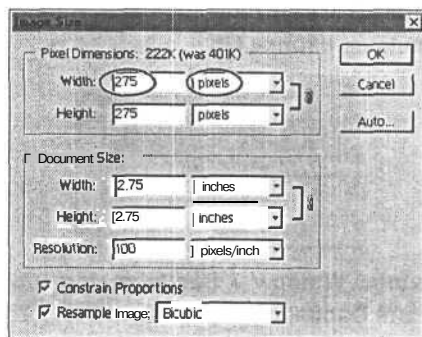 Image Size
Pixel Dimensions: 222K (was 401K)
Width: 275 pixels
Height: 275 pixels
OK
Cancel
Auto...
Document Size:
Width: 2.75 inches
Height: 2.75 inches
Resolution: 100 pixels/inch
Constrain Proportions
Resample Image: Bicubic